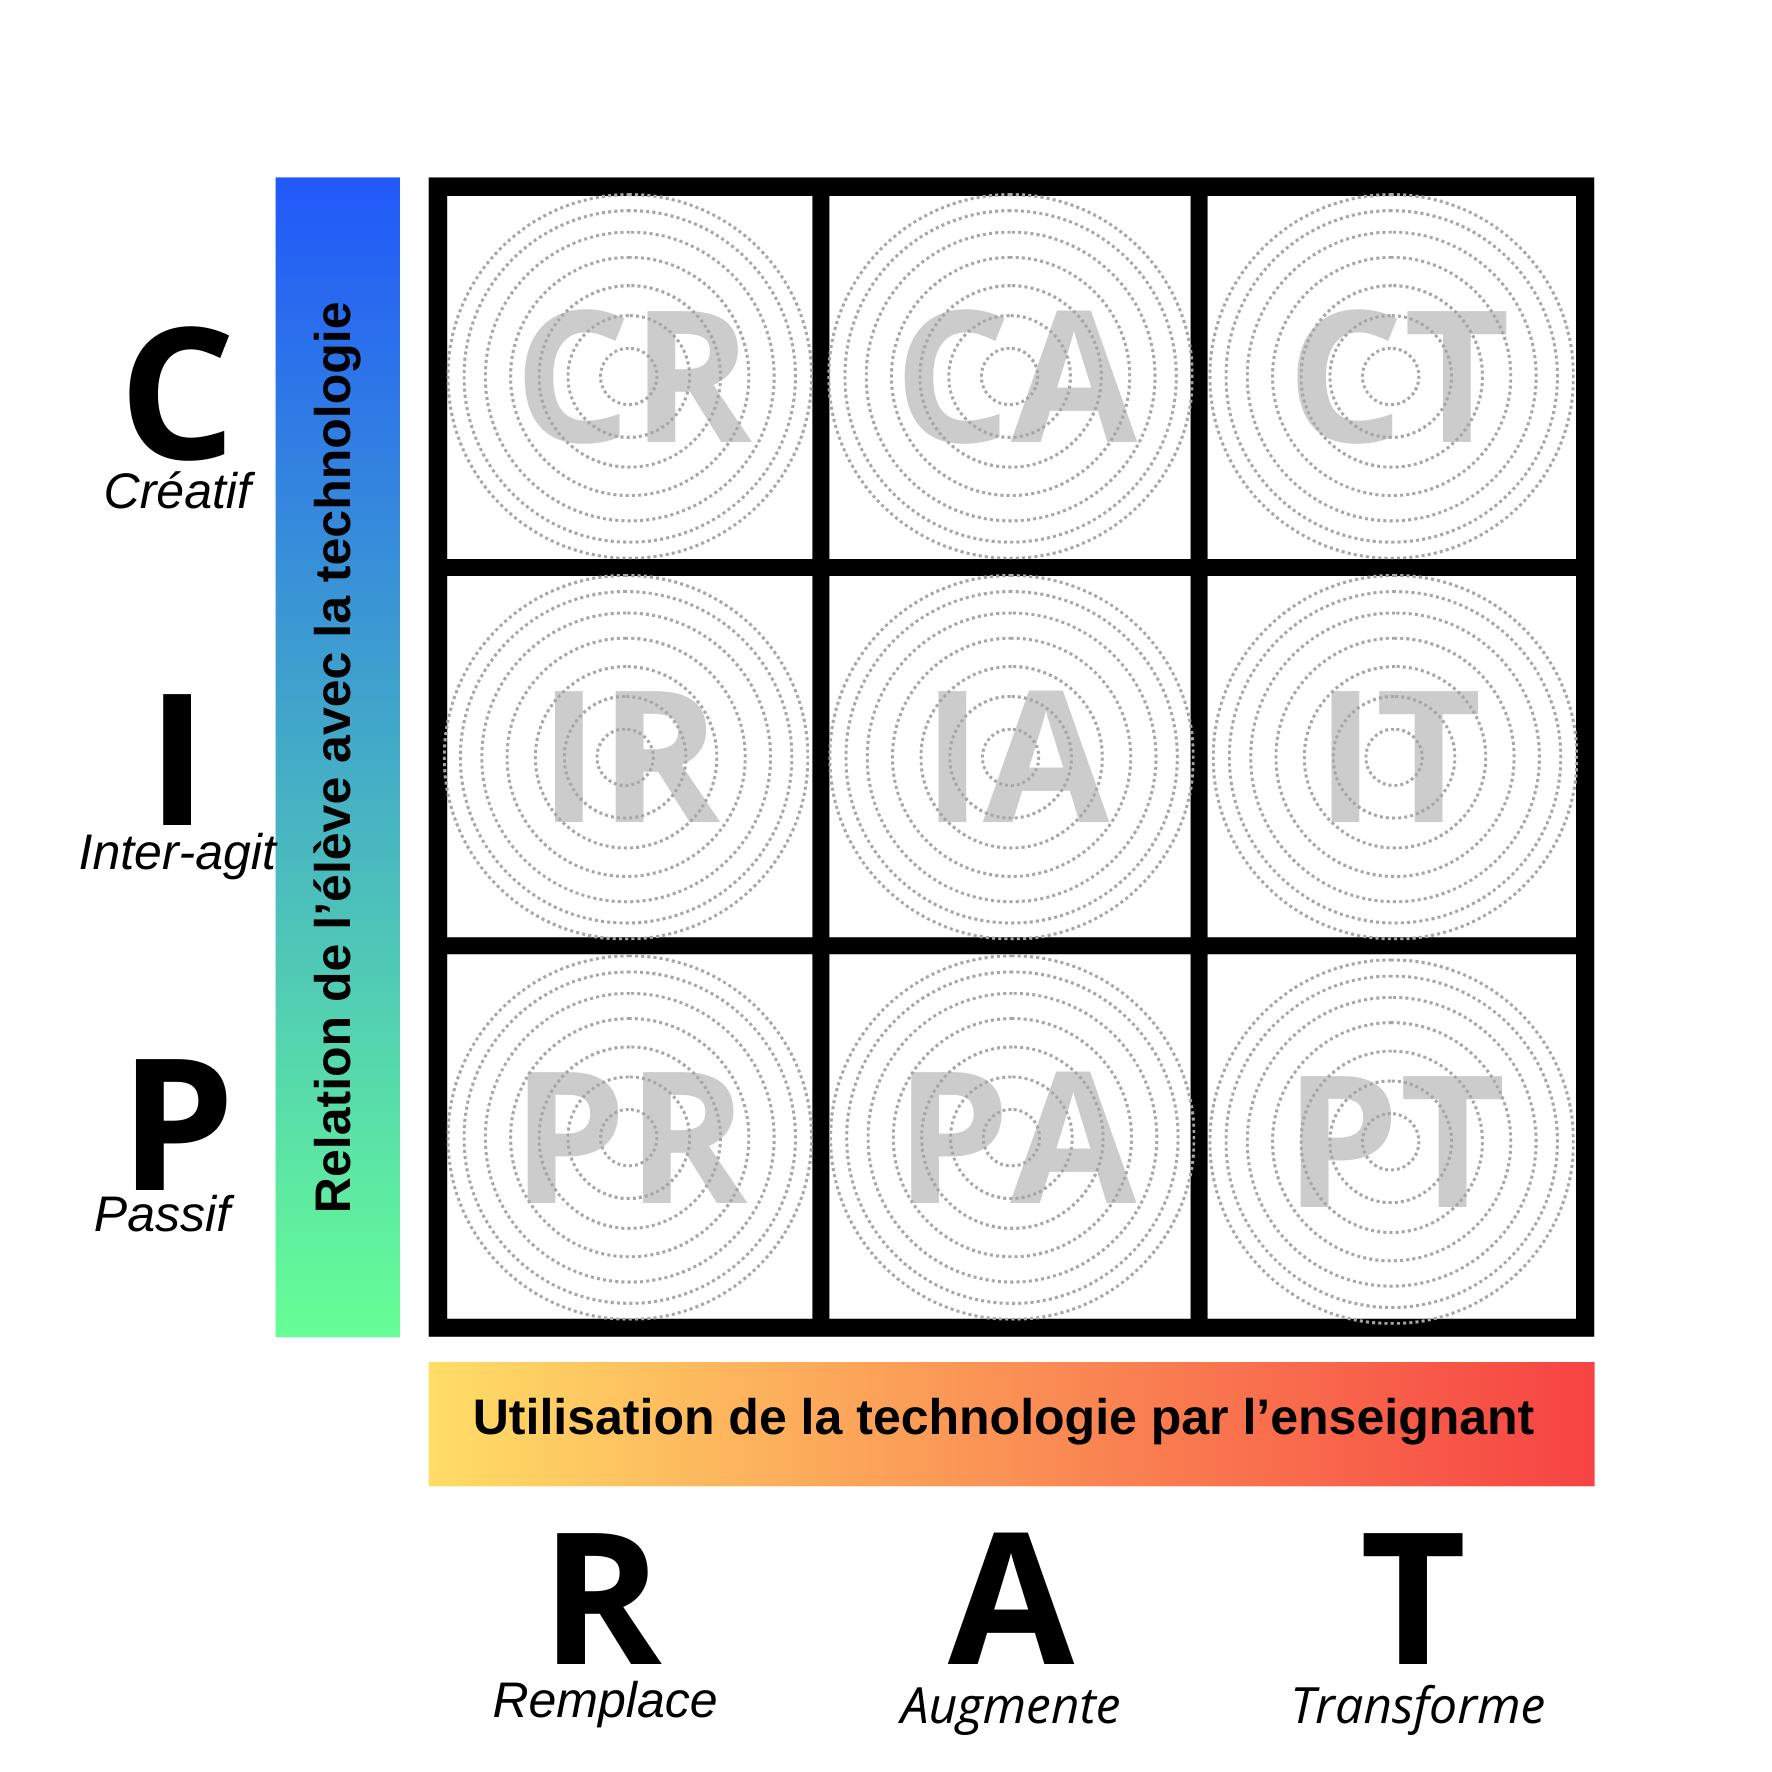 C
Créatif
I
Inter-agit
P
Passif
Relation de l’élève avec la technologie
CR CA CT
IR IA IT
PR PA PT
Utilisation de la technologie par l’enseignant
R A T
Remplace Augmente Transforme